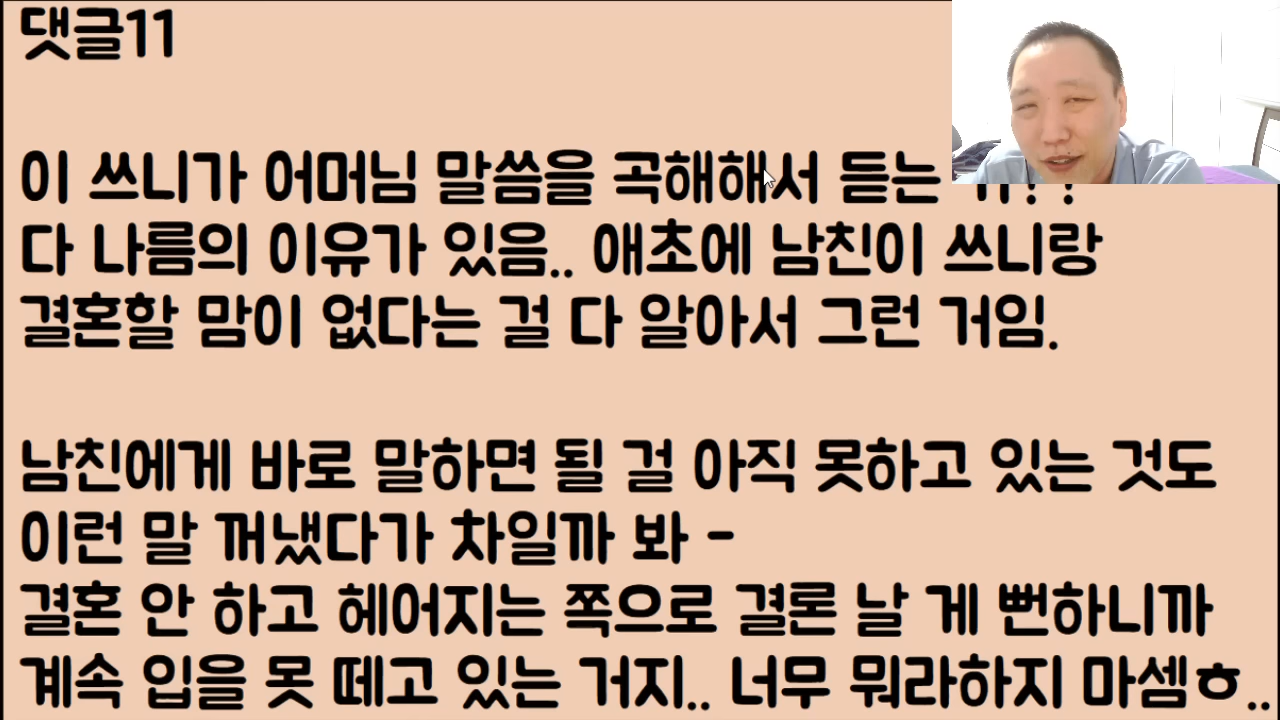 댓글11
이 쓰니가 어머님 말씀을 곡해해서 듣는
다 나름의 이유가 있음.. 애초에 남친이 쓰니랑
결혼할 맘이 없다는 걸 다 알아서 그런 거임.
남친에게 바로 말하면 될 걸 아직 못하고 있는 것도
이런 말 꺼냈다가 차일까 봐 -
결혼 안 하고 헤어지는 쪽으로 결론 날 게 뻔하니까
계속 입을 못 떼고 있는 거지.. 너무 뭐라하지 마셈ㅎ..